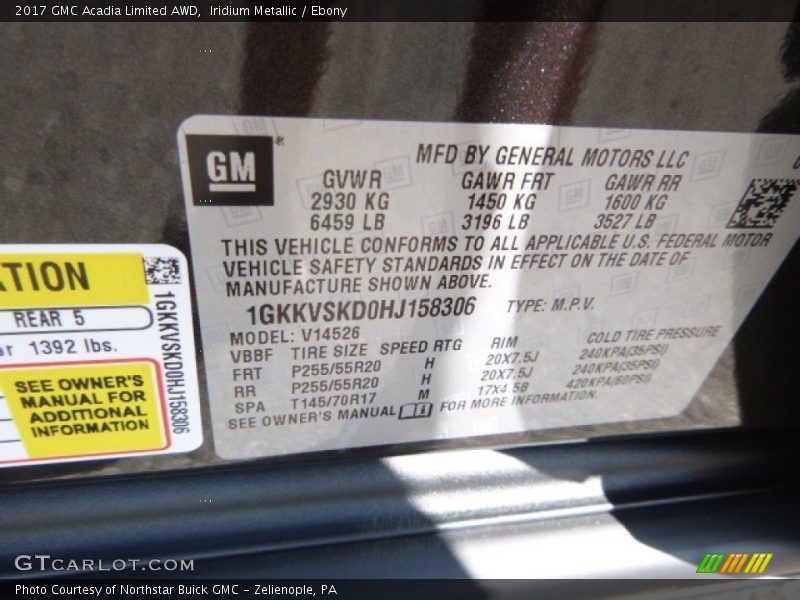 2017 GMC Acadia Limited AWD,  Iridium Metallic / Ebony
GM
MFD BY GENERAL MOTORS LLC
GVWR GAWR FRT GAWR RR
2930 KG 1450 KG 1600 KG
6459 LB 3196 LB 3527 LB
THIS VEHICLE CONFORMS TO ALL APPLICABLE U.S. FEDERAL MOTOR
VEHICLE SAFETY STANDARDS IN EFFECT ON THE DATE OF
MANUFACTURE SHOWN ABOVE.
1GKKVSKD0HJ158306 TYPE: M.P.V.
MODEL: V14526
VBBF TIRE SIZE SPEED RTG RIM COLD TIRE PRESSURE
FRT P255/55R20 H 20X7.5J 240KPA(35PSI)
RR P255/55R20 H 20X7.5J 240KPA(35PSI)
SPA T145/70R17 M 17X4.5B 420KPA(60PSI)
SEE OWNER'S MANUAL FOR MORE INFORMATION.
ATION
REAR 5
or 1392 lbs.
SEE OWNER'S
MANUAL FOR
ADDITIONAL
INFORMATION
1GKKVSKD0HJ158306
GTCARLOT.COM
Photo Courtesy of Northstar Buick GMC - Zelienople, PA